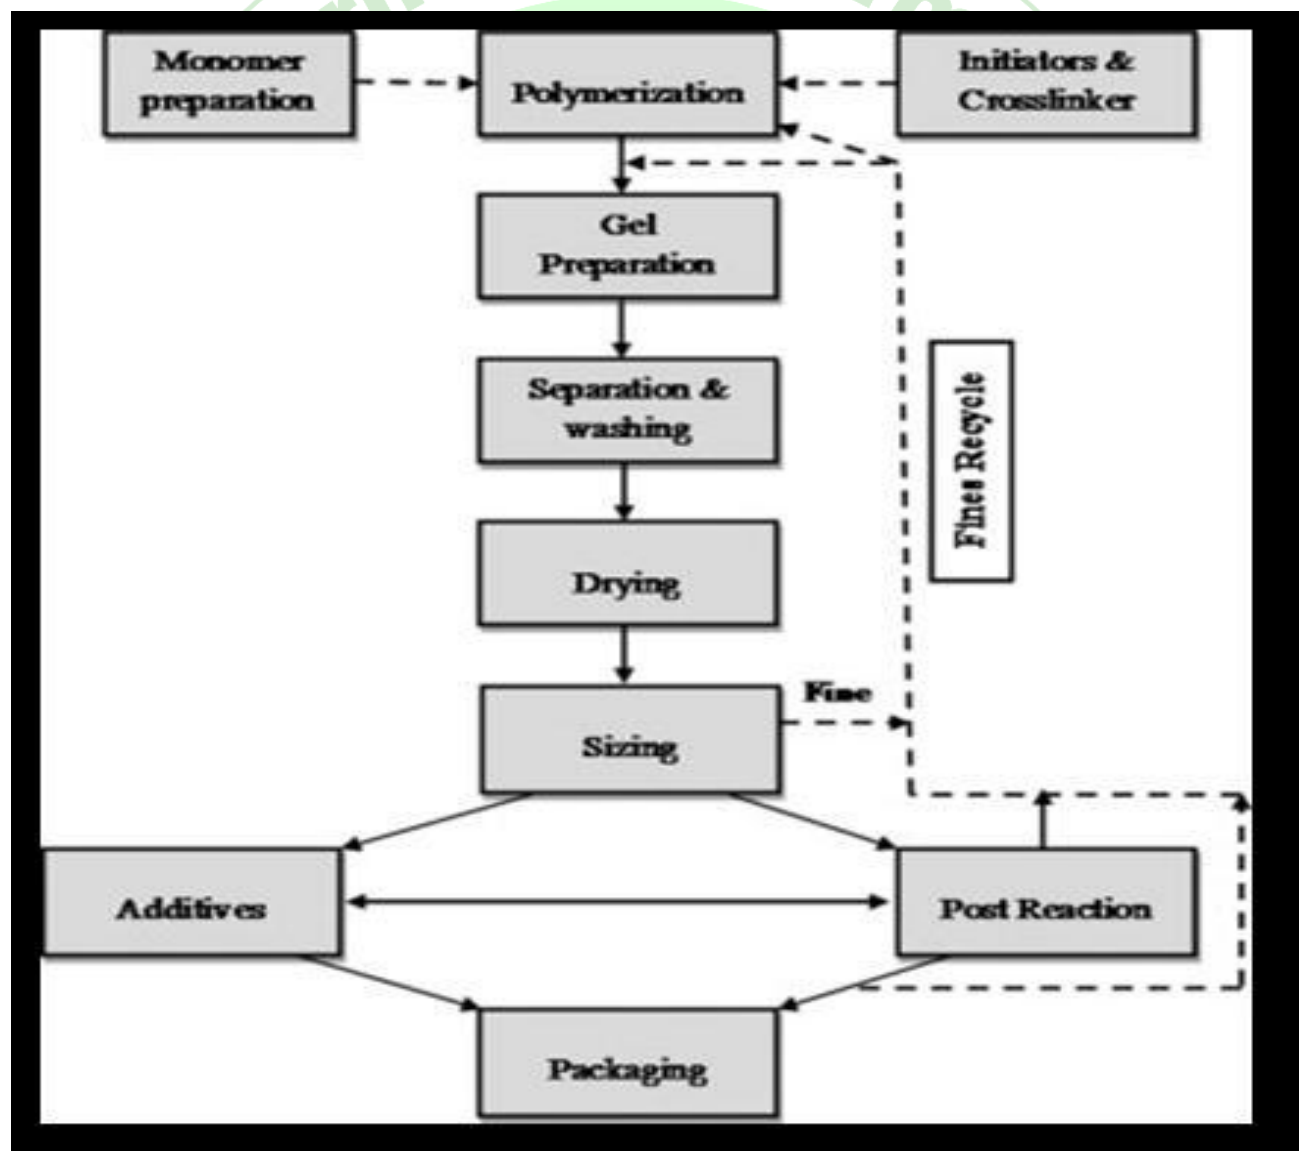 Monomer
preparation
Polymerization
Initiators &
Crosslinker
Gel
Preparation
Separation &
washing
Fines Recycle
Drying
Fine
Sizing
Additives
Post Reaction
Packaging